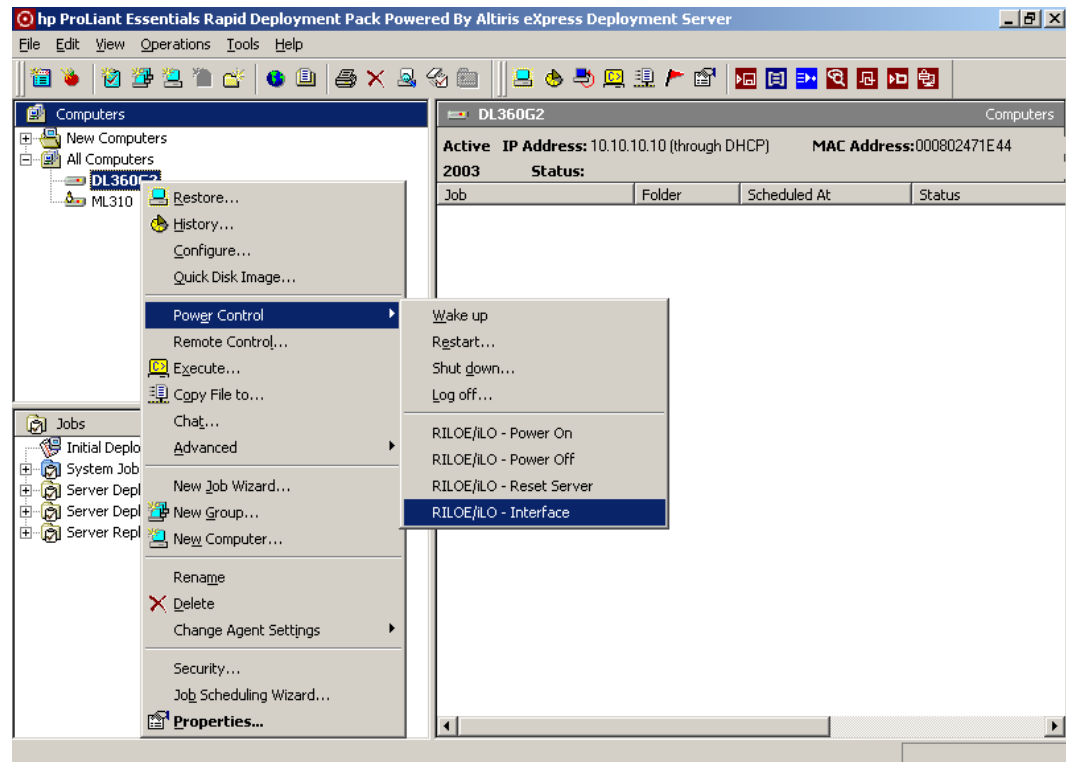 hp ProLiant Essentials Rapid Deployment Pack Powered By Altiris eXpress Deployment Server
File Edit View Operations Tools Help
Computers
New Computers
All Computers
DL360G2
ML310
DL360G2 Computers
Active IP Address: 10.10.10.10 (through DHCP) MAC Address:000802471E44
2003 Status:
Job Folder Scheduled At Status
Restore...
History...
Configure...
Quick Disk Image...
Power Control
Remote Control...
Execute...
Copy File to...
Chat...
Advanced
New Job Wizard...
New Group...
New Computer...
Rename
Delete
Change Agent Settings
Security...
Job Scheduling Wizard...
Properties...
Wake up
Restart...
Shut down...
Log off...
RILOE/iLO - Power On
RILOE/iLO - Power Off
RILOE/iLO - Reset Server
RILOE/iLO - Interface
Jobs
Initial Deplo
System Job
Server Depl
Server Depl
Server Repl